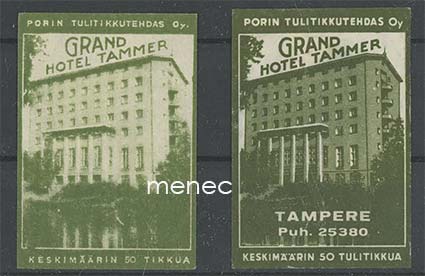 PORIN TULITIKKUTEHDAS Oy.
GRAND
HOTEL TAMMER
KESKIMÄÄRIN 50 TIKKUA
PORIN TULITIKKUTEHDAS Oy
GRAND
HOTEL TAMMER
TAMPERE
Puh. 25380
KESKIMÄÄRIN 50 TULITIKKUA
menec